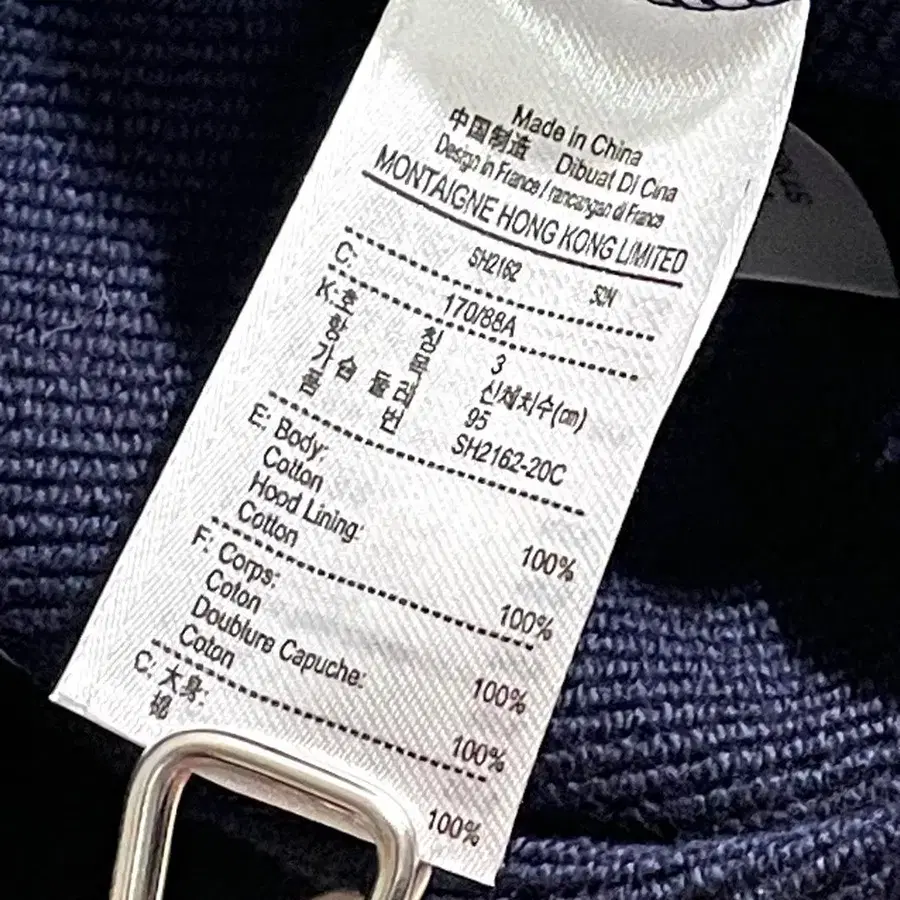 Made in China
中国制造 Dibuat Di Cina
Design in France / rancangan di France
MONTAIGNE HONG KONG LIMITED
SH2162 S2N
C: 170/88A
K: 호 칭 3
항 목 신체치수(㎝)
가 슴 둘 레 95
품 번 SH2162-20C
E: Body:
Cotton 100%
Hood Lining:
Cotton 100%
F: Corps:
Coton 100%
Doublure Capuche:
Coton 100%
C: 大身:
棉 100%